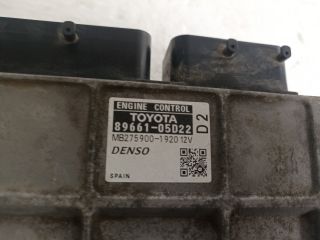 ENGINE CONTROL
TOYOTA
89661-05D22
D2
MB275900-1920 12V
DENSO
SPAIN